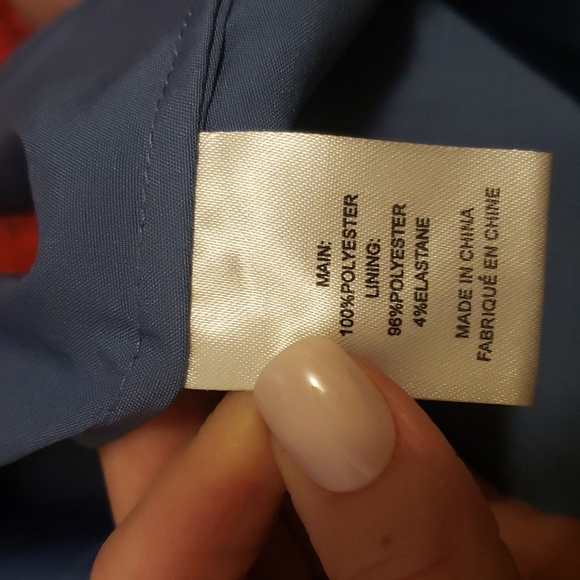 MAIN:
100%POLYESTER
LINING:
96%POLYESTER
4%ELASTANE
MADE IN CHINA
FABRIQUÉ EN CHINE